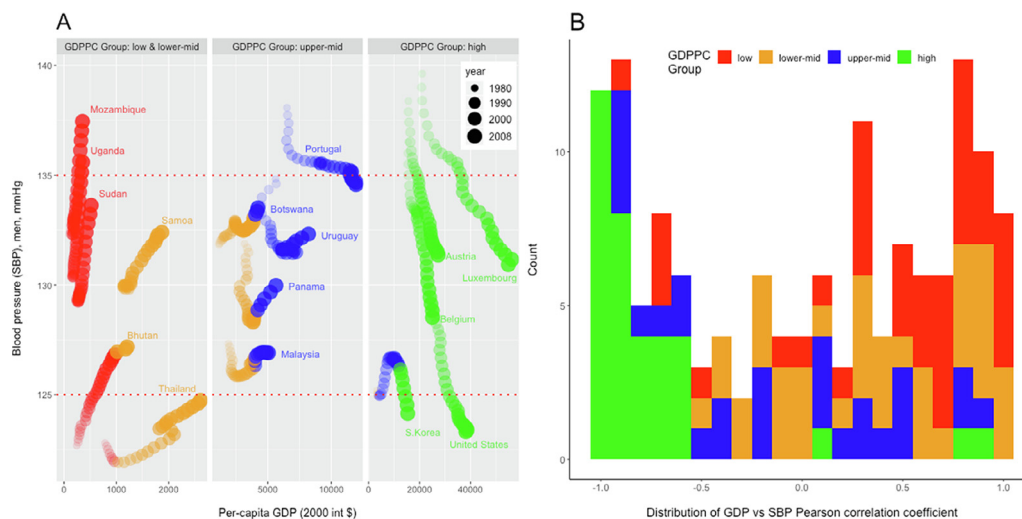 A
GDPPC Group: low & lower-mid
GDPPC Group: upper-mid
GDPPC Group: high
140
135
130
125
Blood pressure (SBP), men, mmHg
year
1980
1990
2000
2008
Mozambique
Uganda
Sudan
Samoa
Bhutan
Thailand
Portugal
Botswana
Uruguay
Panama
Malaysia
Austria
Luxembourg
Belgium
S.Korea
United States
0 1000 2000
5000 10000
0 20000 40000
Per-capita GDP (2000 int $)
B
GDPPC
Group
low
lower-mid
upper-mid
high
10
5
0
Count
-1.0 -0.5 0.0 0.5 1.0
Distribution of GDP vs SBP Pearson correlation coefficient